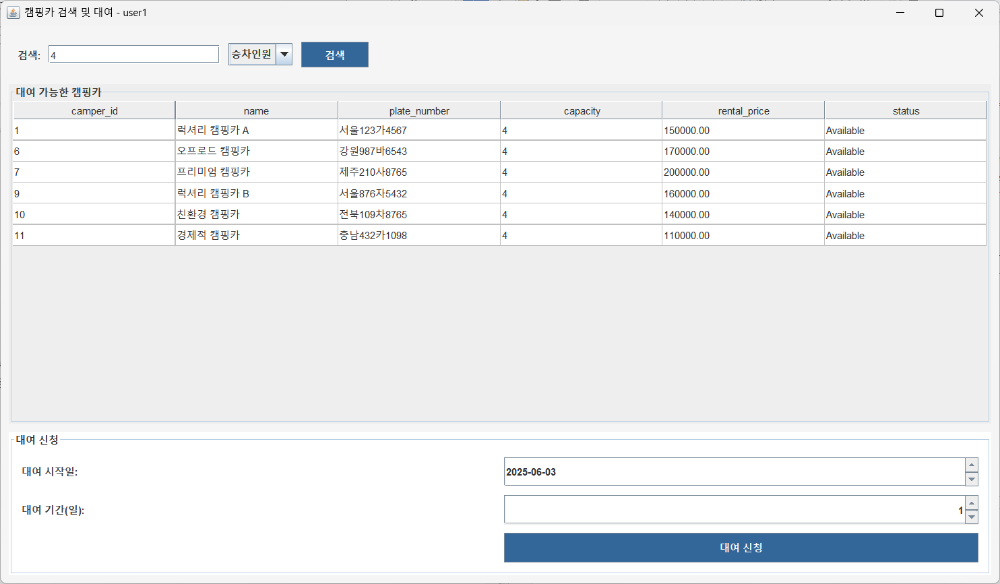 캠핑카 검색 및 대여 - user1
검색: 4 승차인원 검색
대여 가능한 캠핑카
camper_id name plate_number capacity rental_price status
1 럭셔리 캠핑카 A 서울123가4567 4 150000.00 Available
6 오프로드 캠핑카 강원987바6543 4 170000.00 Available
7 프리미엄 캠핑카 제주210사8765 4 200000.00 Available
9 럭셔리 캠핑카 B 서울876자5432 4 160000.00 Available
10 친환경 캠핑카 전북109차8765 4 140000.00 Available
11 경제적 캠핑카 충남432카1098 4 110000.00 Available
대여 신청
대여 시작일: 2025-06-03
대여 기간(일): 1
대여 신청